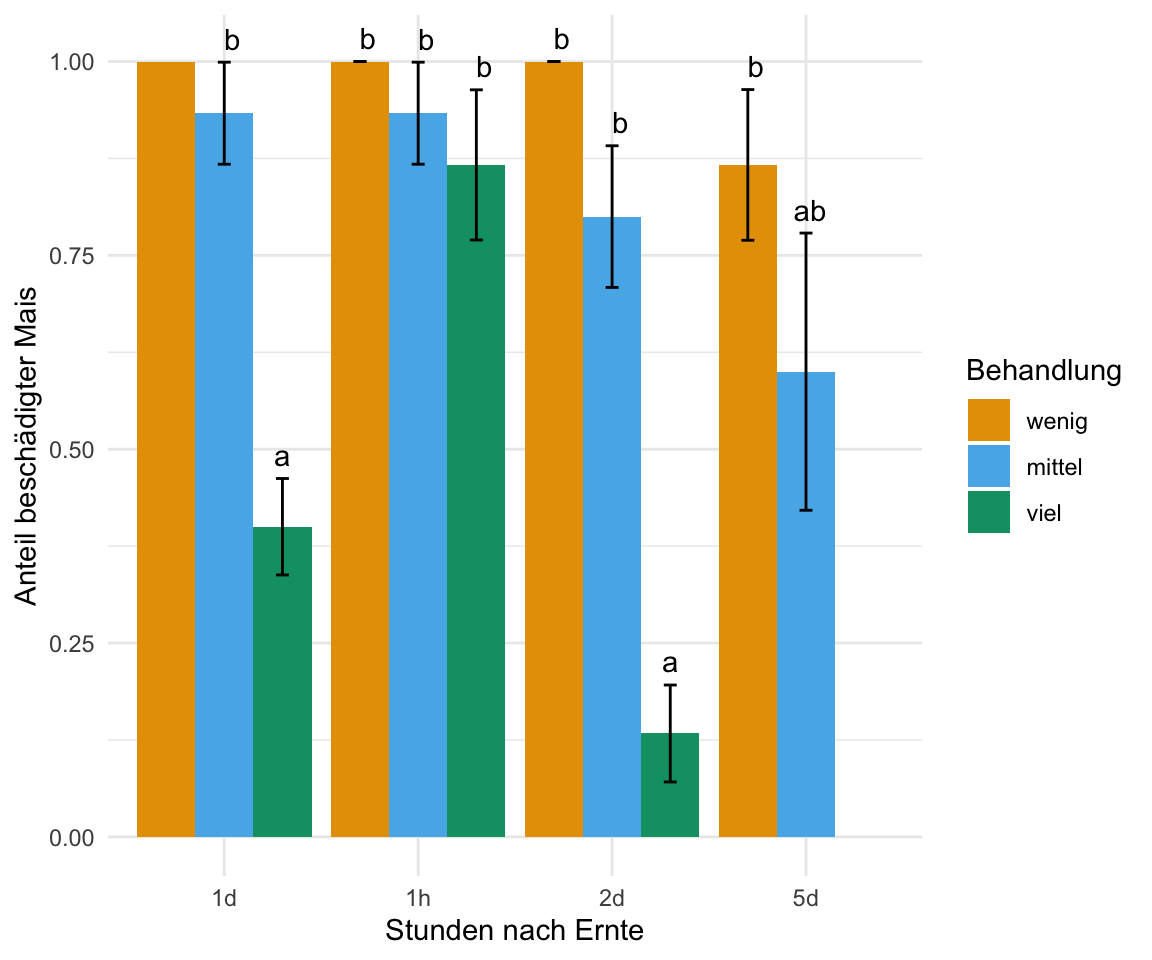 b b b b b
1.00
b b
b
ab
0.75
a
0.50
a
0.25
0.00
1d 1h 2d 5d
Stunden nach Ernte
Anteil beschädigter Mais
Behandlung
wenig
mittel
viel